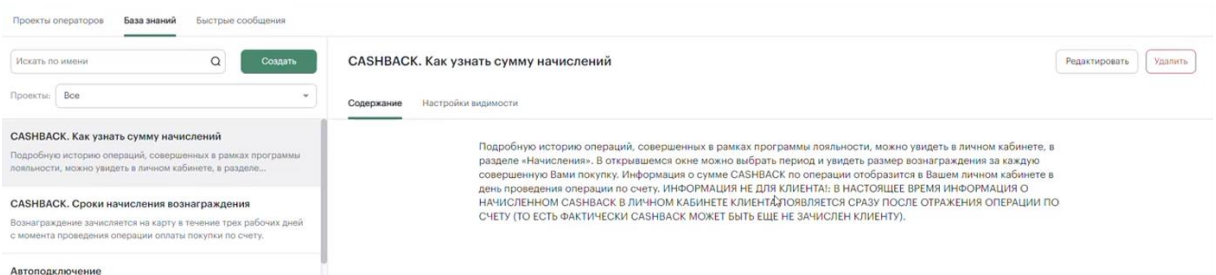 Проекты операторов База знаний Быстрые сообщения
Искать по имени Создать
Проекты: Все
CASHBACK. Как узнать сумму начислений
Подробную историю операций, совершенных в рамках программы
лояльности, можно увидеть в личном кабинете, в разделе...
CASHBACK. Сроки начисления вознаграждения
Вознаграждение зачисляется на карту в течение трех рабочих дней
с момента проведения операции оплаты покупки по счету.
Автоподключение
CASHBACK. Как узнать сумму начислений
Редактировать Удалить
Содержание Настройки видимости
Подробную историю операций, совершенных в рамках программы лояльности, можно увидеть в личном кабинете, в
разделе «Начисления». В открывшемся окне можно выбрать период и увидеть размер вознаграждения за каждую
совершенную Вами покупку. Информация о сумме CASHBACK по операции отобразится в Вашем личном кабинете в
день проведения операции по счету. ИНФОРМАЦИЯ НЕ ДЛЯ КЛИЕНТА!: В НАСТОЯЩЕЕ ВРЕМЯ ИНФОРМАЦИЯ О
НАЧИСЛЕННОМ CASHBACK В ЛИЧНОМ КАБИНЕТЕ КЛИЕНТА ПОЯВЛЯЕТСЯ СРАЗУ ПОСЛЕ ОТРАЖЕНИЯ ОПЕРАЦИИ ПО
СЧЕТУ (ТО ЕСТЬ ФАКТИЧЕСКИ CASHBACK МОЖЕТ БЫТЬ ЕЩЕ НЕ ЗАЧИСЛЕН КЛИЕНТУ).